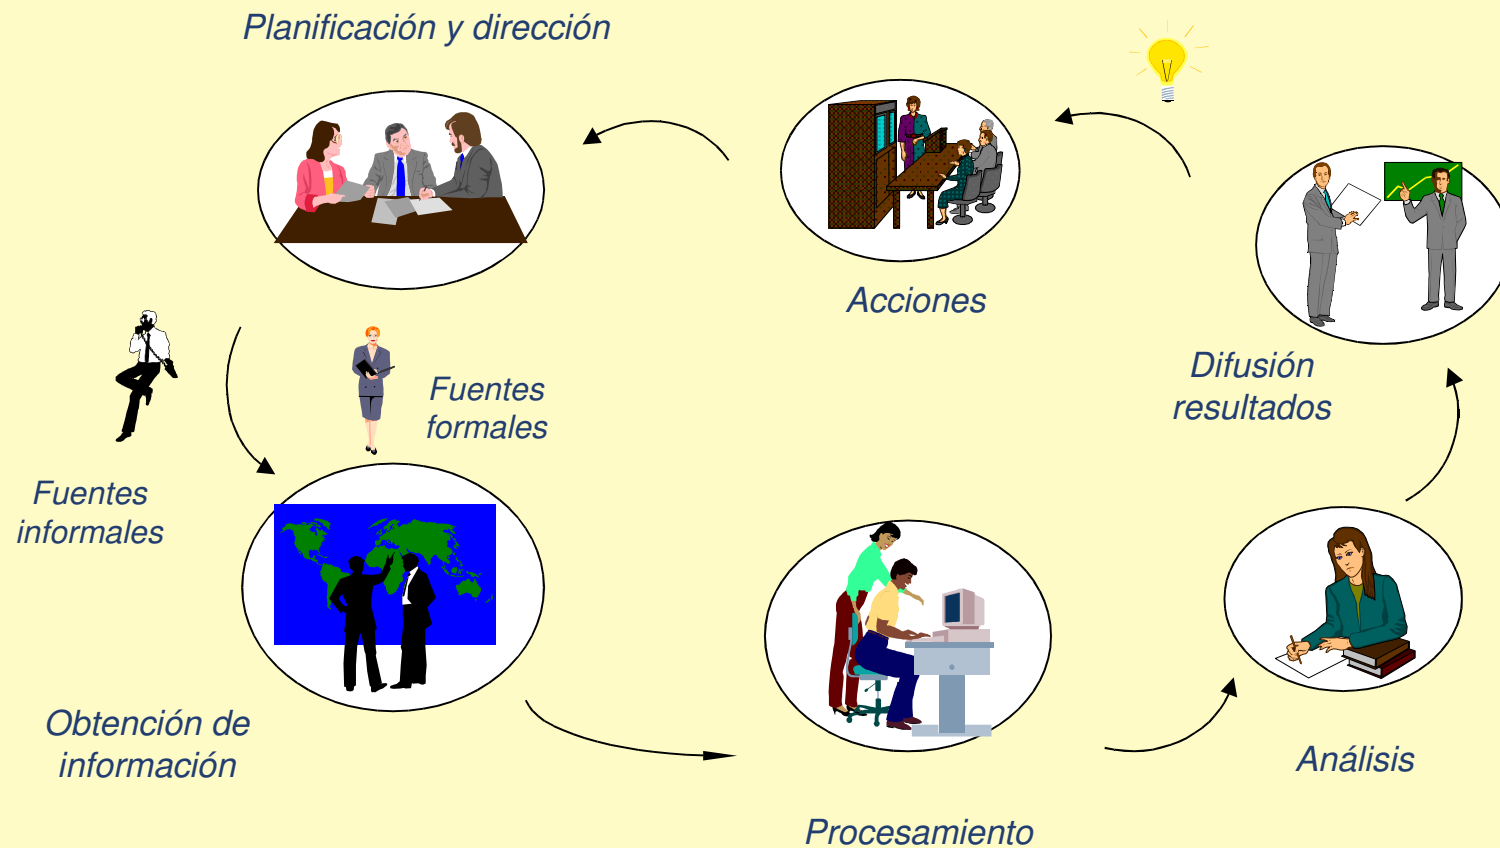 Planificación y dirección
Acciones
Difusión
resultados
Fuentes
formales
Fuentes
informales
Obtención de
información
Análisis
Procesamiento